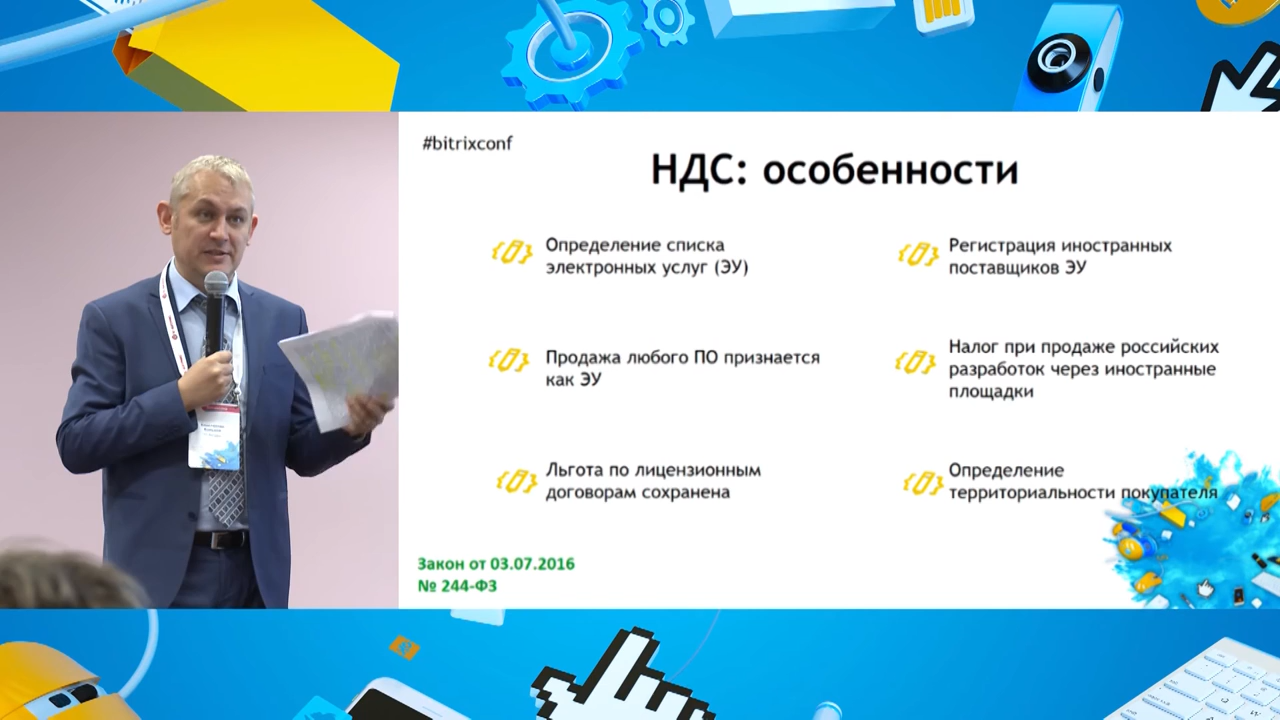 #bitrixconf
НДС: особенности
Определение списка
электронных услуг (ЭУ)
Продажа любого ПО признается
как ЭУ
Льгота по лицензионным
договорам сохранена
Регистрация иностранных
поставщиков ЭУ
Налог при продаже российских
разработок через иностранные
площадки
Определение
территориальности покупателя
Закон от 03.07.2016
№ 244-ФЗ